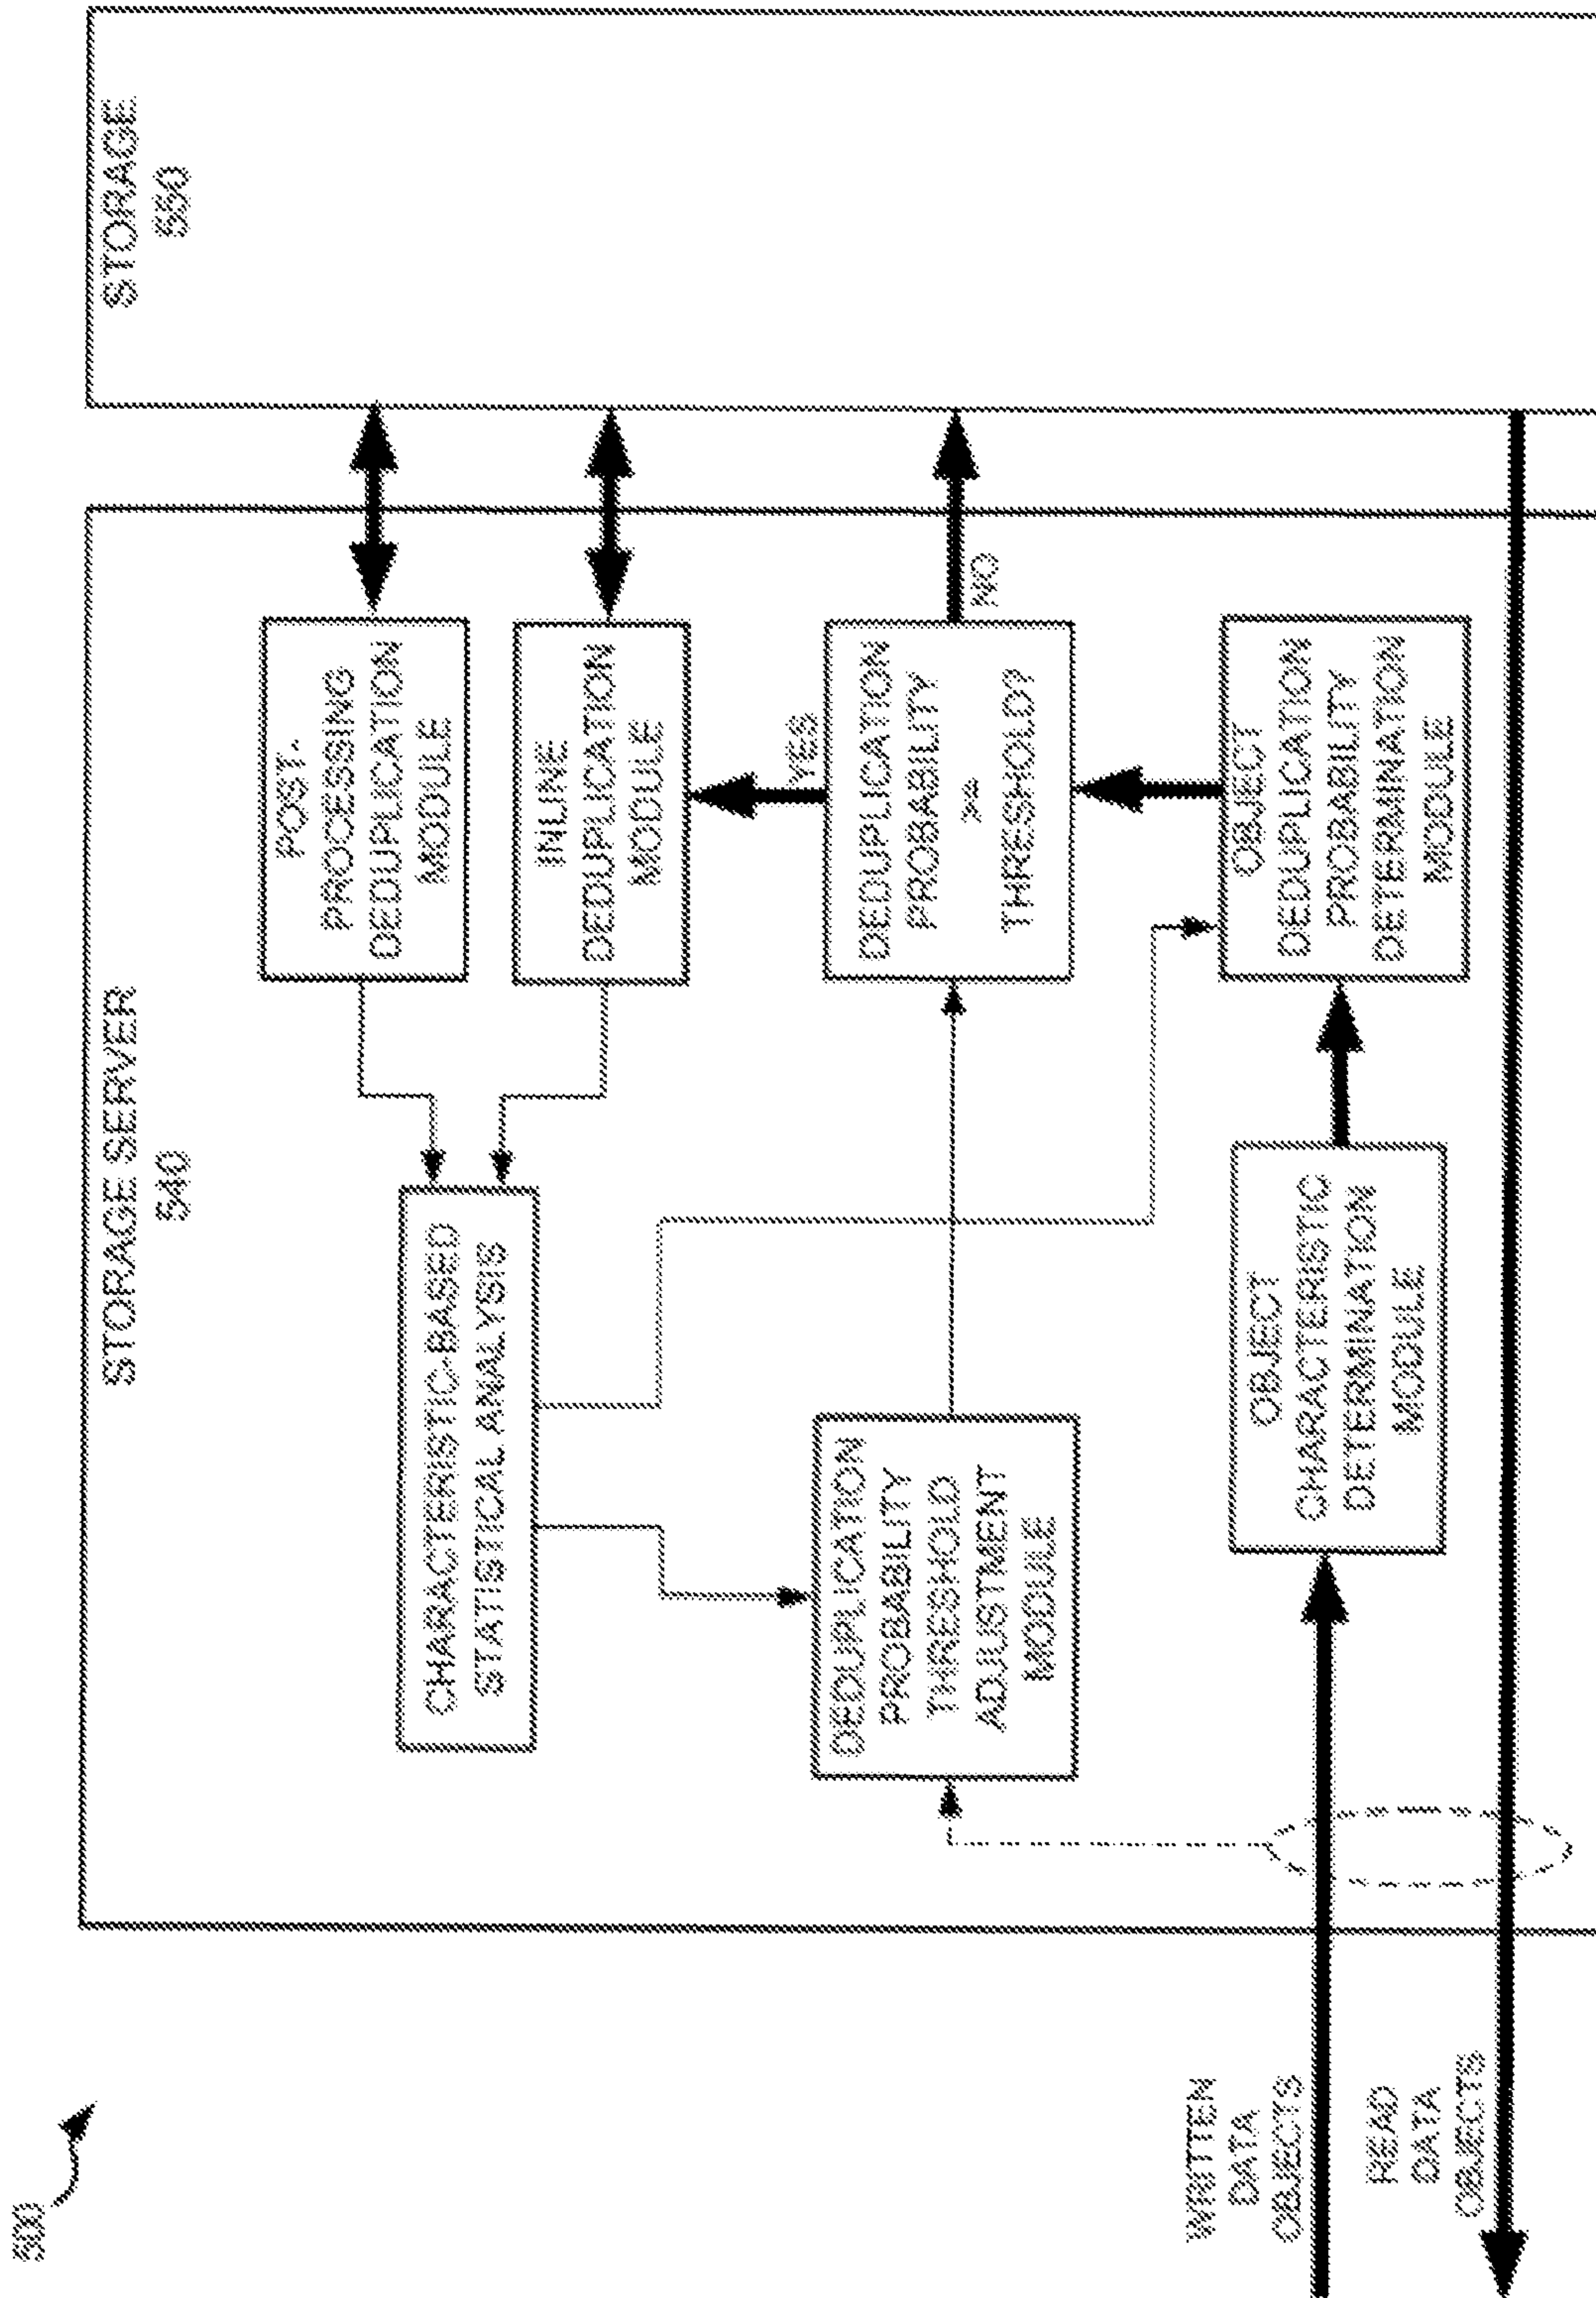 500
STORAGE SERVER
540
STORAGE
550
POST-
PROCESSING
DEDUPLICATION
MODULE
CHARACTERISTIC-BASED
STATISTICAL ANALYSIS
INLINE
DEDUPLICATION
MODULE
YES
DEDUPLICATION
PROBABILITY
THRESHOLD
ADJUSTMENT
MODULE
DEDUPLICATION
PROBABILITY
>=
THRESHOLD?
NO
WRITTEN
DATA
OBJECTS
OBJECT
CHARACTERISTIC
DETERMINATION
MODULE
OBJECT
DEDUPLICATION
PROBABILITY
DETERMINATION
MODULE
READ
DATA
OBJECTS